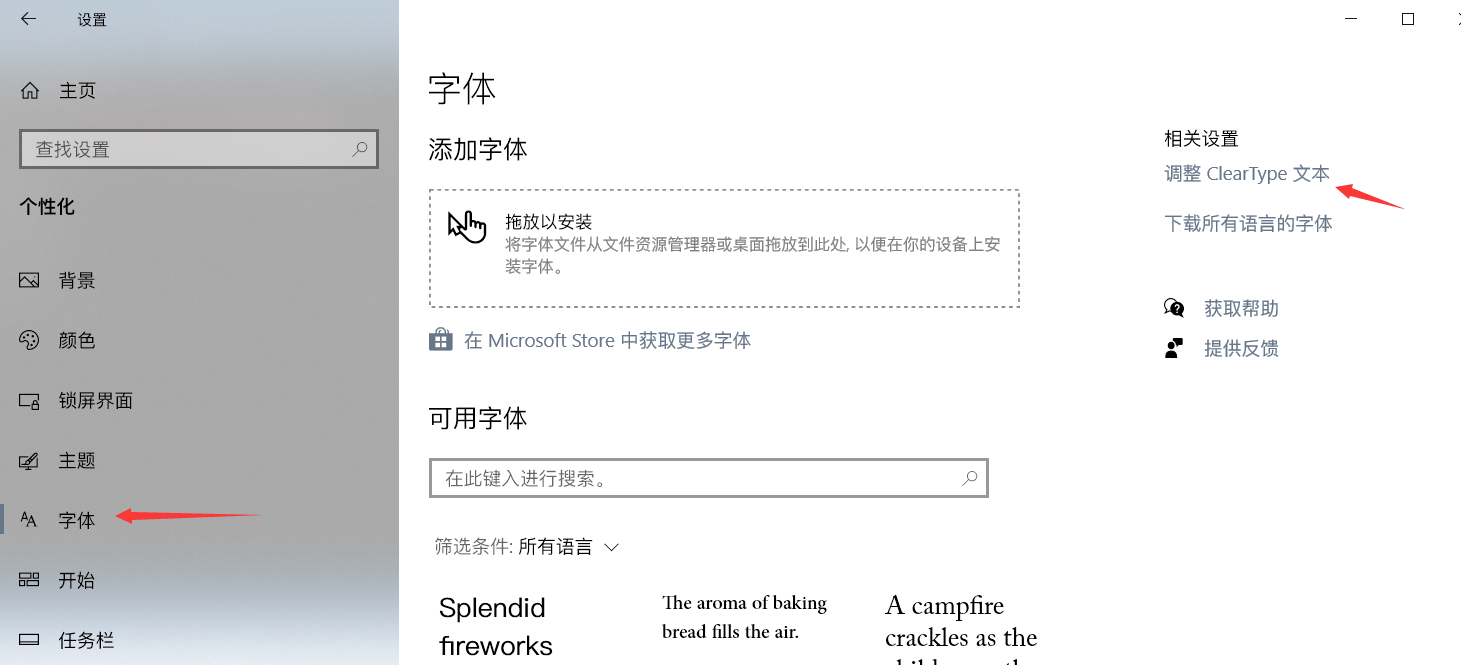 设置
主页
查找设置
个性化
背景
颜色
锁屏界面
主题
字体
开始
任务栏
字体
添加字体
拖放以安装
将字体文件从文件资源管理器或桌面拖放到此处, 以便在你的设备上安
装字体。
在 Microsoft Store 中获取更多字体
可用字体
在此键入进行搜索。
筛选条件: 所有语言
Splendid
fireworks
The aroma of baking
bread fills the air.
A campfire
crackles as the
相关设置
调整 ClearType 文本
下载所有语言的字体
获取帮助
提供反馈